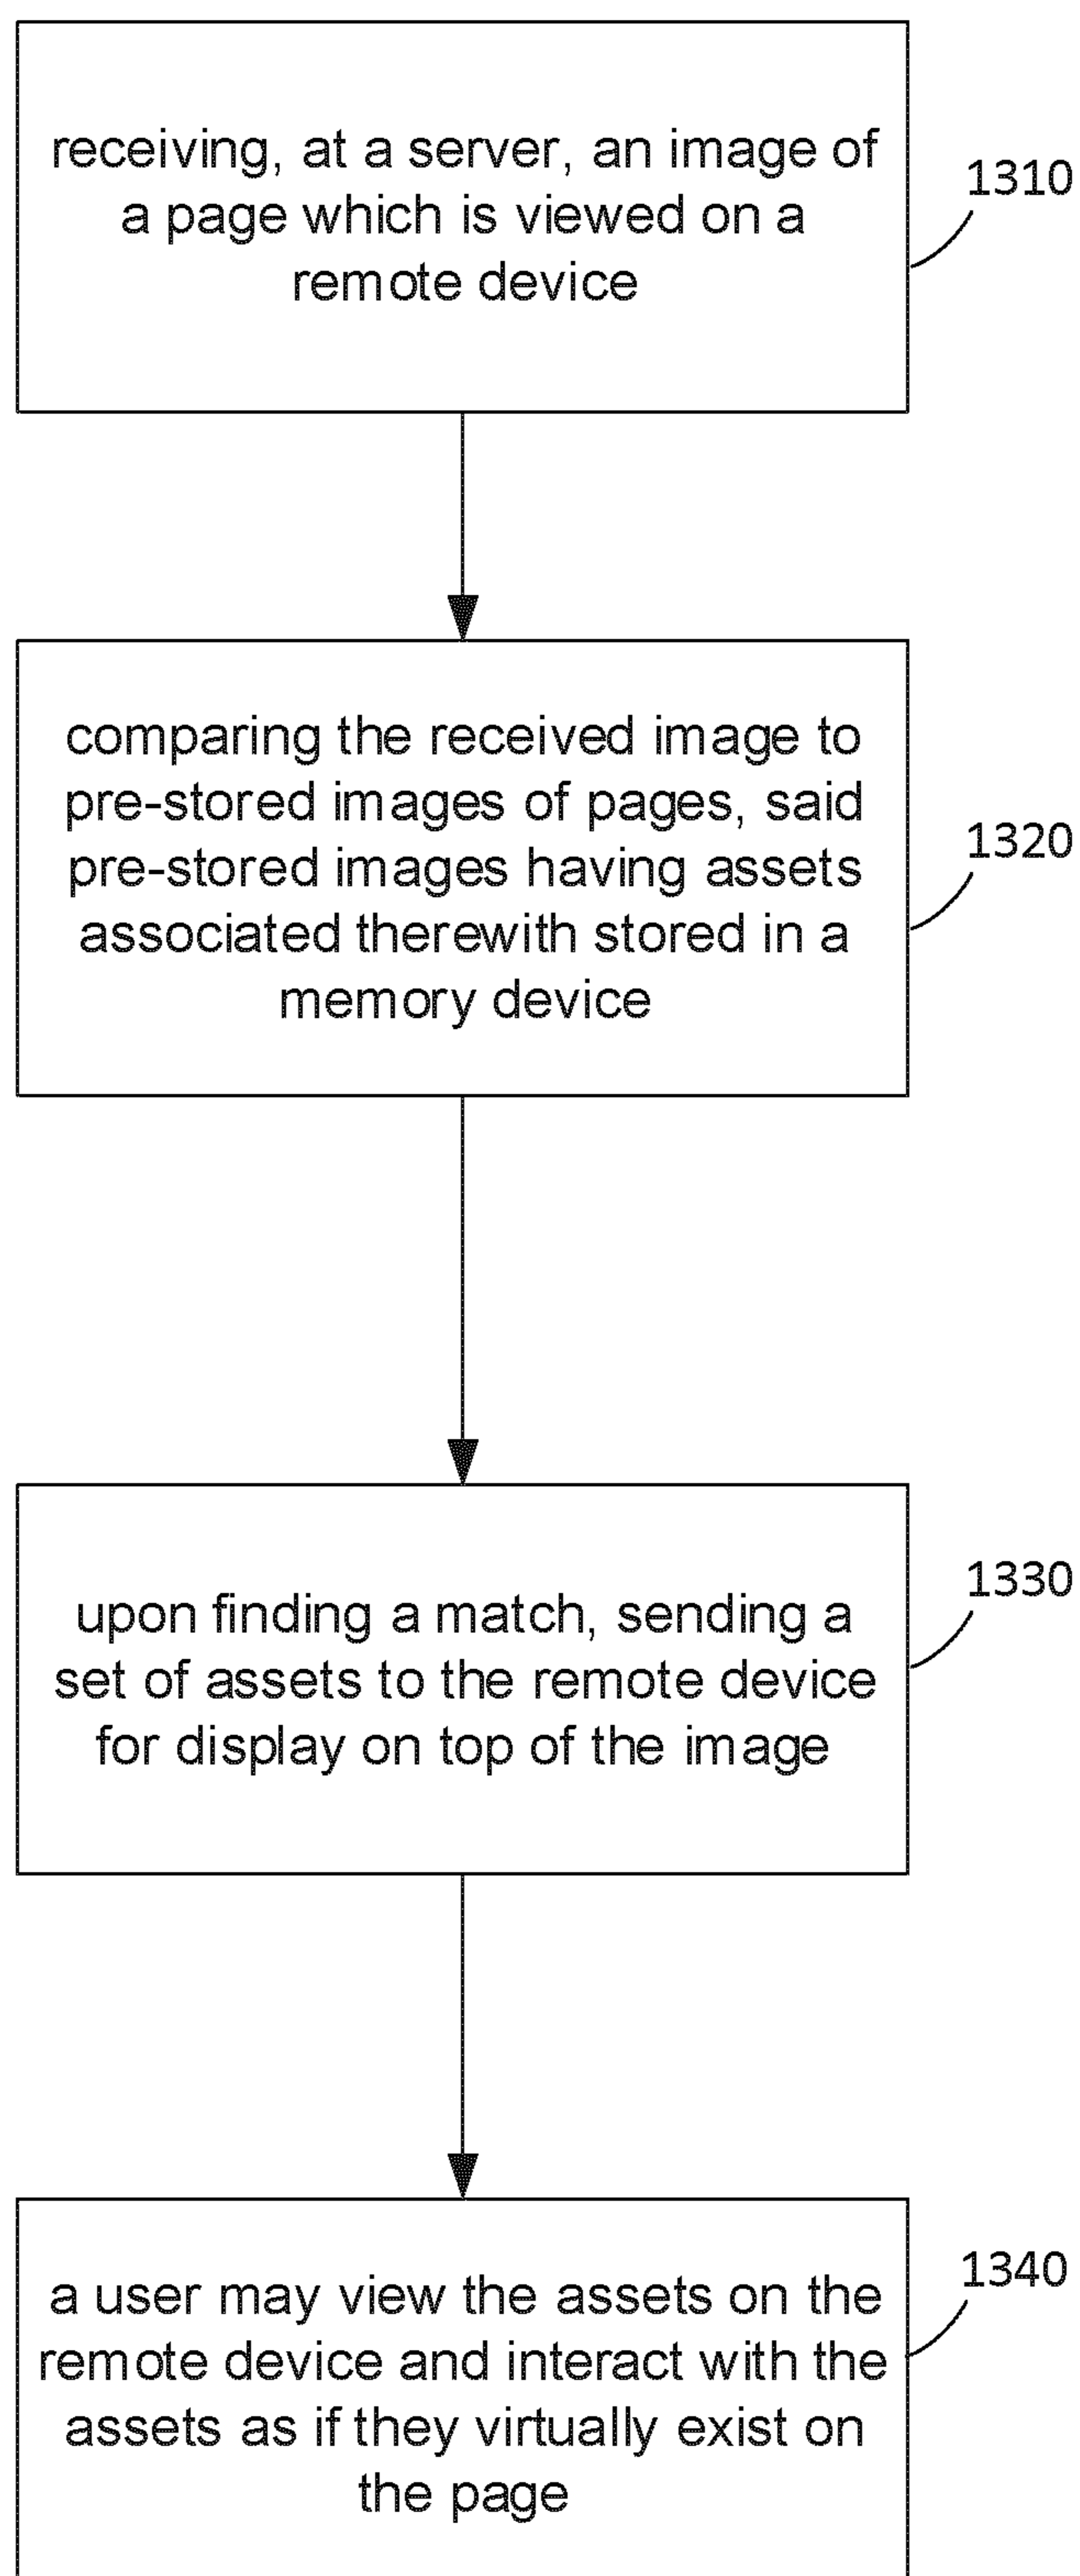 receiving, at a server, an image of
a page which is viewed on a
remote device
1310
comparing the received image to
pre-stored images of pages, said
pre-stored images having assets
associated therewith stored in a
memory device
1320
upon finding a match, sending a
set of assets to the remote device
for display on top of the image
1330
a user may view the assets on the
remote device and interact with the
assets as if they virtually exist on
the page
1340